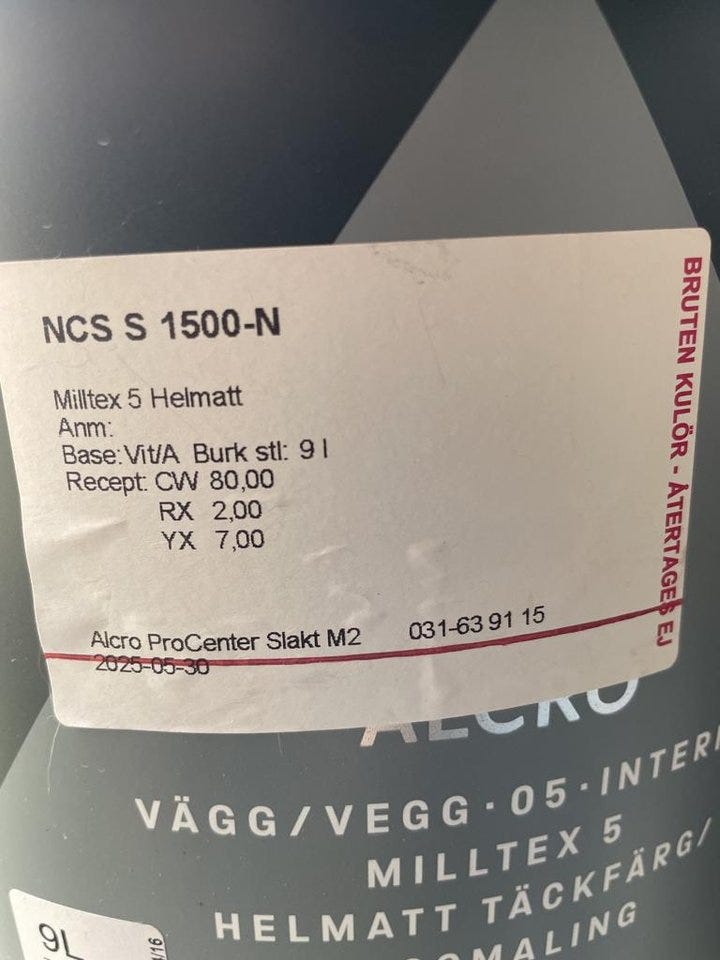 NCS S 1500-N
Milltex 5 Helmatt
Anm:
Base: Vit/A Burk stl: 9 l
Recept: CW 80,00
RX 2,00
YX 7,00
Alcro ProCenter Slakt M2 031-63 91 15
2025-05-30
BRUTEN KULÖR - ÅTERTAGES EJ
ALCRO
VÄGG/VEGG · 05 · INTER
MILLTEX 5
HELMATT TÄCKFÄRG/
MALING
9L
/16